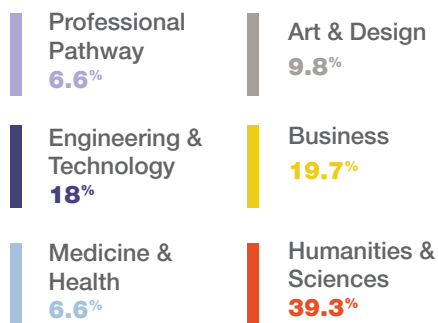 Professional
Pathway
6.6%
Art & Design
9.8%
Engineering &
Technology
18%
Business
19.7%
Medicine &
Health
6.6%
Humanities &
Sciences
39.3%